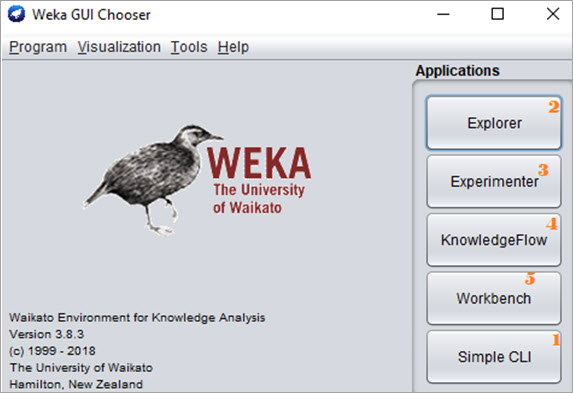 Weka GUI Chooser
Program Visualization Tools Help
Applications
Explorer 2
Experimenter 3
KnowledgeFlow 4
Workbench 5
Simple CLI 1
WEKA
The University
of Waikato
Waikato Environment for Knowledge Analysis
Version 3.8.3
(c) 1999 - 2018
The University of Waikato
Hamilton, New Zealand